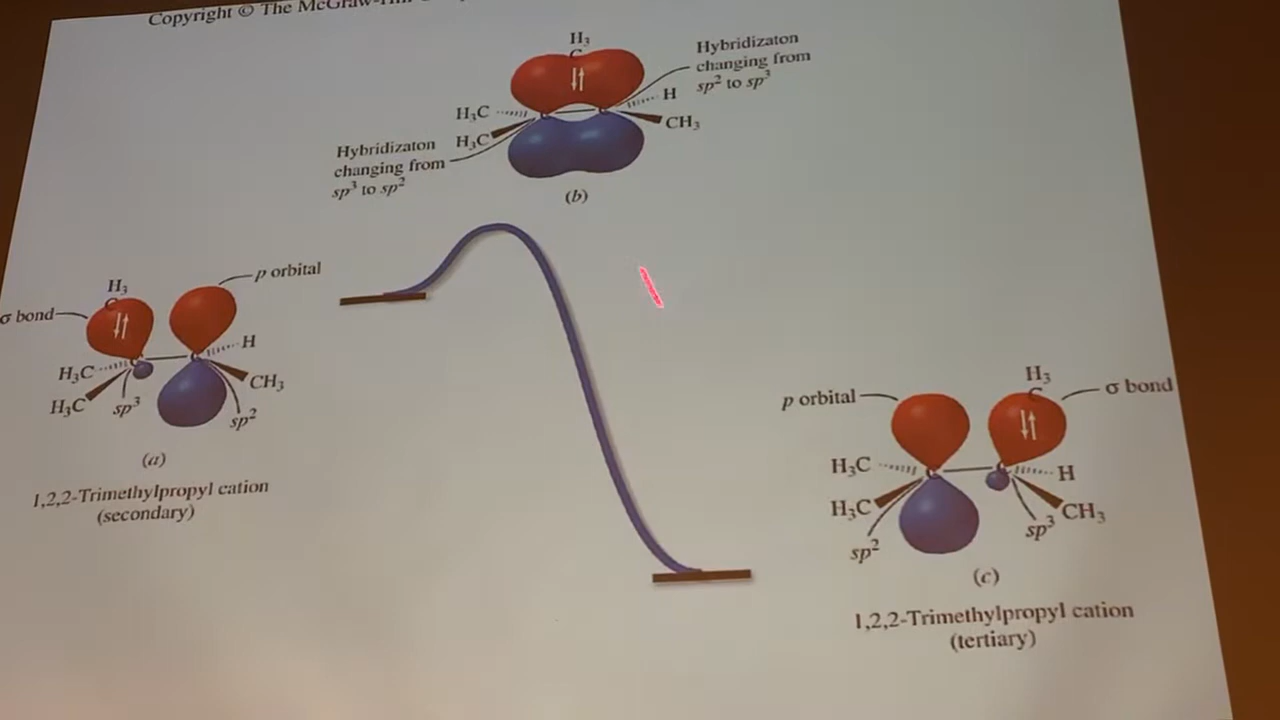 Copyright © The McGraw-Hill
H₃
C
Hybridizaton
changing from
sp² to sp³
H
CH₃
H₃C
H₃C
Hybridizaton
changing from
sp³ to sp²
(b)
p orbital
H₃
C
σ bond
H
H₃C
CH₃
H₃C
sp³
sp²
(a)
1,2,2-Trimethylpropyl cation
(secondary)
H₃
C
p orbital
σ bond
H₃C
H
H₃C
CH₃
sp²
sp³
(c)
1,2,2-Trimethylpropyl cation
(tertiary)